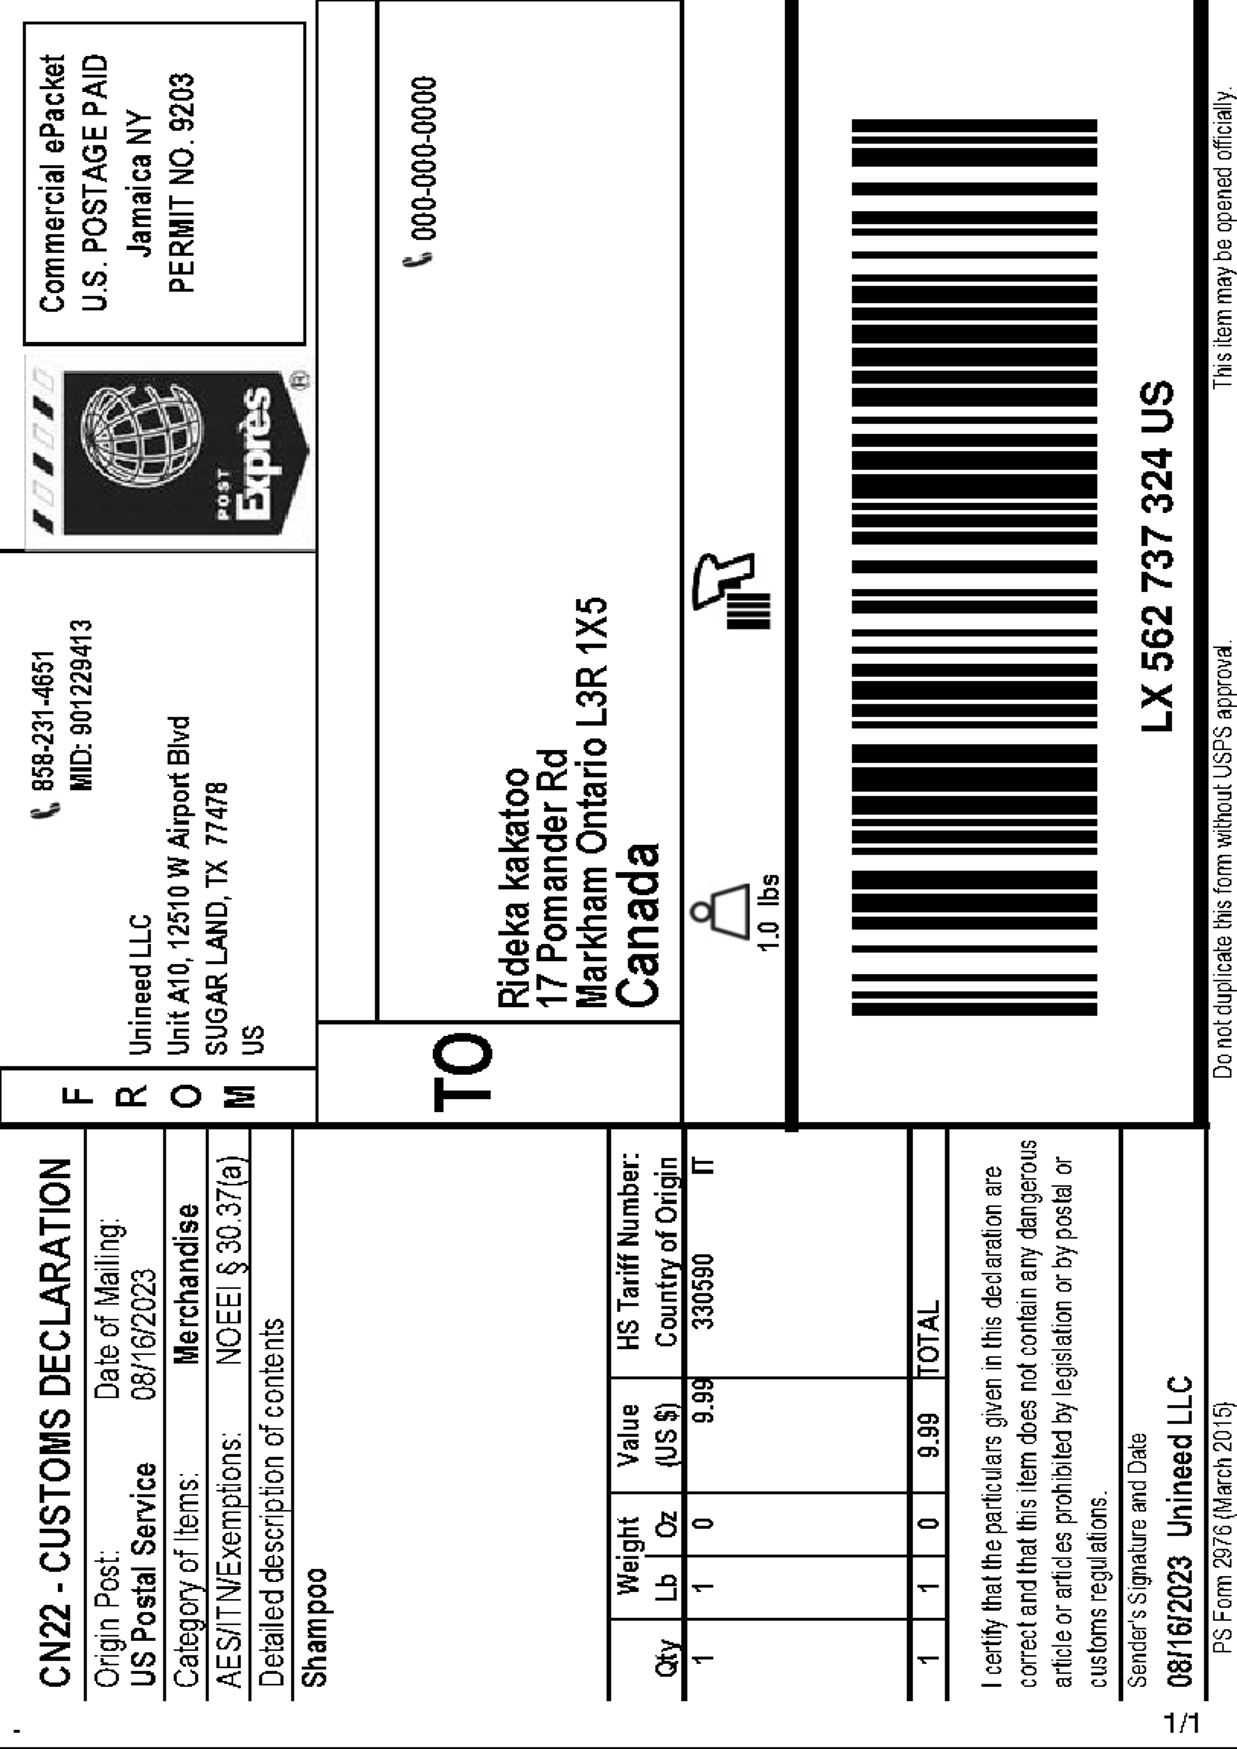 CN22 - CUSTOMS DECLARATION
Origin Post: Date of Mailing:
US Postal Service 08/16/2023
Category of Items: Merchandise
AES/ITN/Exemptions: NOEEI § 30.37(a)
Detailed description of contents
Shampoo
Weight Value HS Tariff Number:
Qty Lb Oz (US $) Country of Origin
1 1 0 9.99 330590 IT
1 1 0 9.99 TOTAL
I certify that the particulars given in this declaration are
correct and that this item does not contain any dangerous
article or articles prohibited by legislation or by postal or
customs regulations.
Sender's Signature and Date
08/16/2023 Unineed LLC
PS Form 2976 (March 2015)
1/1
-
FROM
858-231-4651
MID: 901229413
Unineed LLC
Unit A10, 12510 W Airport Blvd
SUGAR LAND, TX 77478
US
POST
Exprès
®
Commercial ePacket
U.S. POSTAGE PAID
Jamaica NY
PERMIT NO. 9203
TO
000-000-0000
Rideka kakatoo
17 Pomander Rd
Markham Ontario L3R 1X5
Canada
1.0 lbs
LX 562 737 324 US
Do not duplicate this form without USPS approval.
This item may be opened officially.